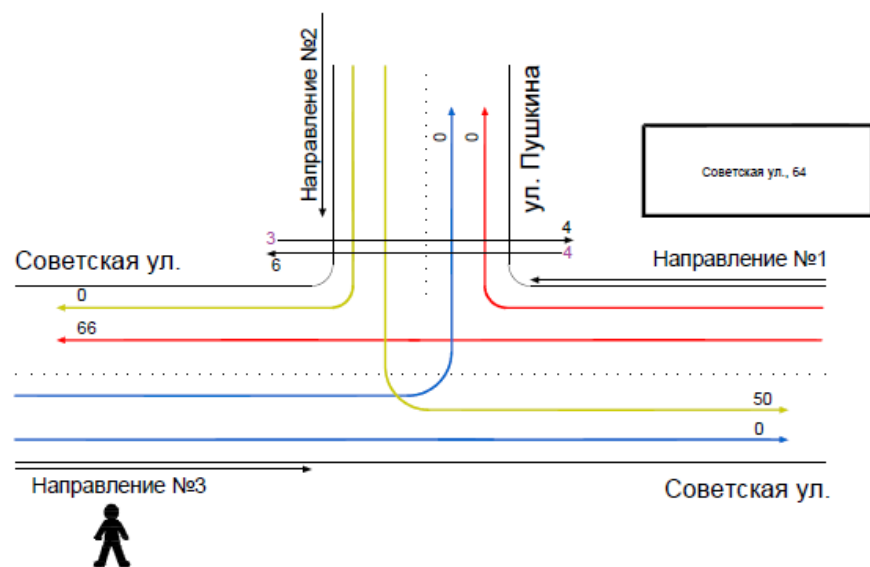 Направление №2
ул. Пушкина
0
0
Советская ул., 64
3
4
6
4
Советская ул.
Направление №1
0
66
50
0
Направление №3
Советская ул.